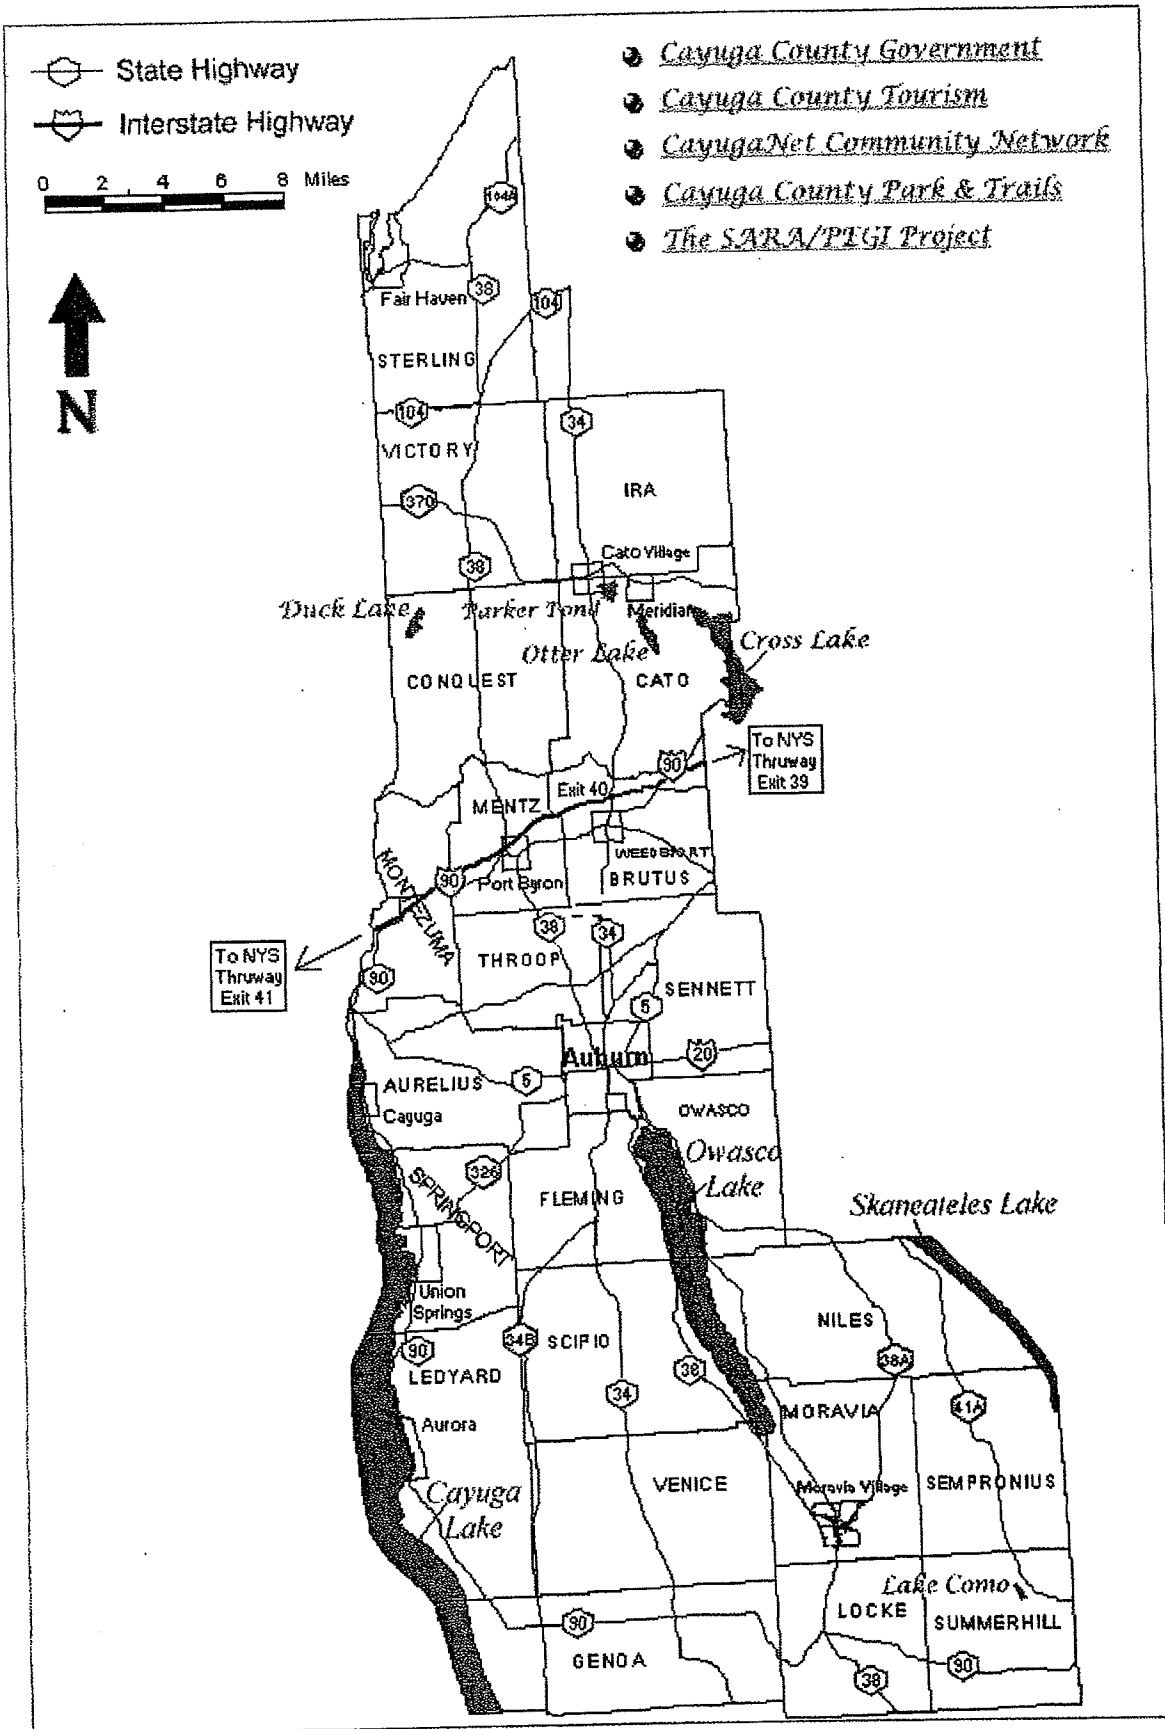 State Highway
Interstate Highway
0 2 4 6 8 Miles
N
Cayuga County Government
Cayuga County Tourism
CayugaNet Community Network
Cayuga County Park & Trails
The SARA/PEGI Project
104A
Fair Haven
38
104
STERLING
104
34
VICTORY
370
IRA
38
Cato Village
Duck Lake
Parker Pond
Meridian
Otter Lake
Cross Lake
CONQUEST
CATO
To NYS
Thruway
Exit 39
90
Exit 40
MENTZ
WEEDSPORT
MONTEZUMA
90
Port Byron
BRUTUS
38
34
To NYS
Thruway
Exit 41
90
THROOP
SENNETT
5
Auburn
20
AURELIUS
5
Cayuga
OWASCO
Owasco
Lake
326
SPRINGPORT
FLEMING
Skaneateles Lake
Union
Springs
NILES
34B
SCIPIO
90
38
38A
LEDYARD
34
MORAVIA
41A
Aurora
VENICE
Moravia Village
SEMPRONIUS
Cayuga
Lake
Lake Como
LOCKE
SUMMERHILL
90
GENOA
90
38